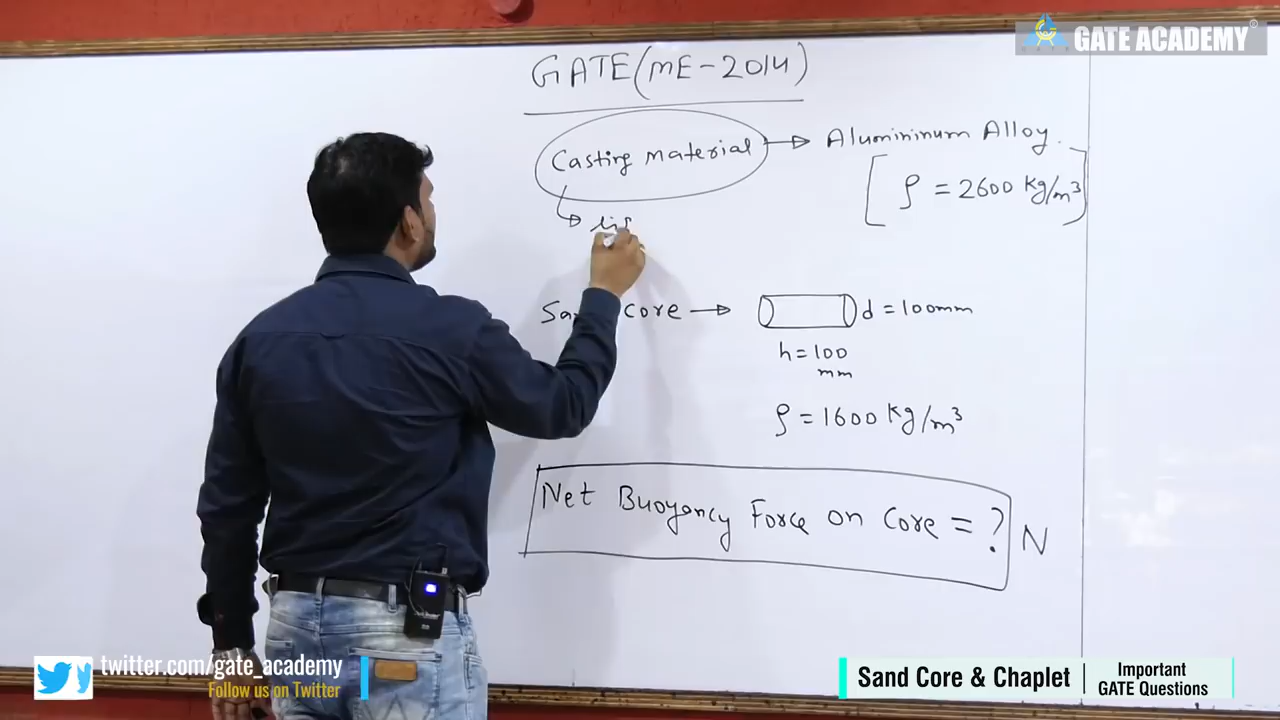 GATE ACADEMY
GATE (ME-2014)
Casting Material → Alumininum Alloy.
[ρ = 2600 kg/m³]
Core → d = 100mm
h = 100
mm
ρ = 1600 kg/m³
Net Buoyancy Force on Core = ? N
twitter.com/gate_academy
Follow us on Twitter
Sand Core & Chaplet
Important
GATE Questions